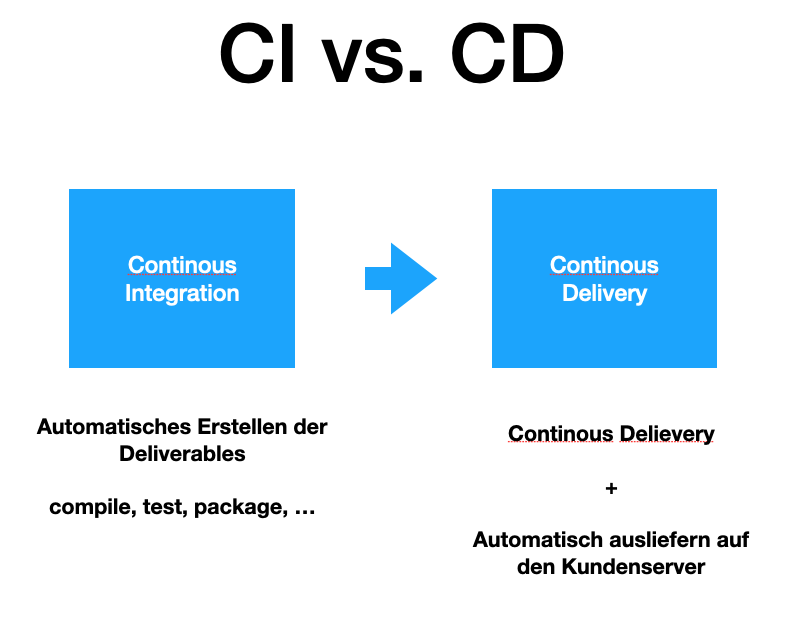 CI vs. CD
Continous
Integration
Continous
Delivery
Automatisches Erstellen der
Deliverables
compile, test, package, …
Continous Delievery
+
Automatisch ausliefern auf
den Kundenserver